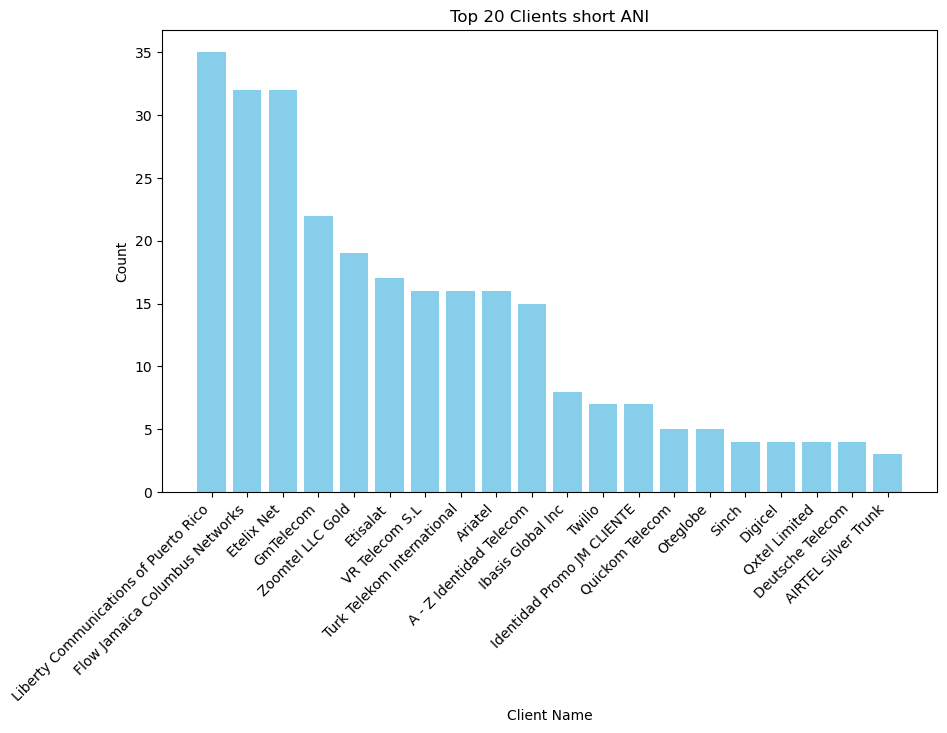 Top 20 Clients short ANI
Count
35
30
25
20
15
10
5
0
Liberty Communications of Puerto Rico
Flow Jamaica Columbus Networks
Etelix Net
GmTelecom
Zoomtel LLC Gold
Etisalat
VR Telecom S.L
Turk Telekom International
Ariatel
A - Z Identidad Telecom
Ibasis Global Inc
Twilio
Identidad Promo JM CLIENTE
Quickom Telecom
Oteglobe
Sinch
Digicel
Qxtel Limited
Deutsche Telecom
AIRTEL Silver Trunk
Client Name